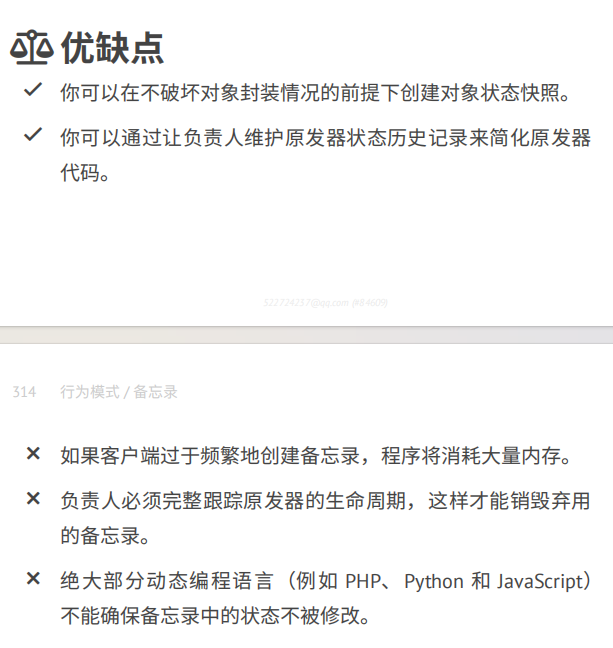 优缺点
你可以在不破坏对象封装情况的前提下创建对象状态快照。
你可以通过让负责人维护原发器状态历史记录来简化原发器
代码。
314 行为模式 / 备忘录
如果客户端过于频繁地创建备忘录，程序将消耗大量内存。
负责人必须完整跟踪原发器的生命周期，这样才能销毁弃用
的备忘录。
绝大部分动态编程语言（例如 PHP、Python 和 JavaScript）
不能确保备忘录中的状态不被修改。